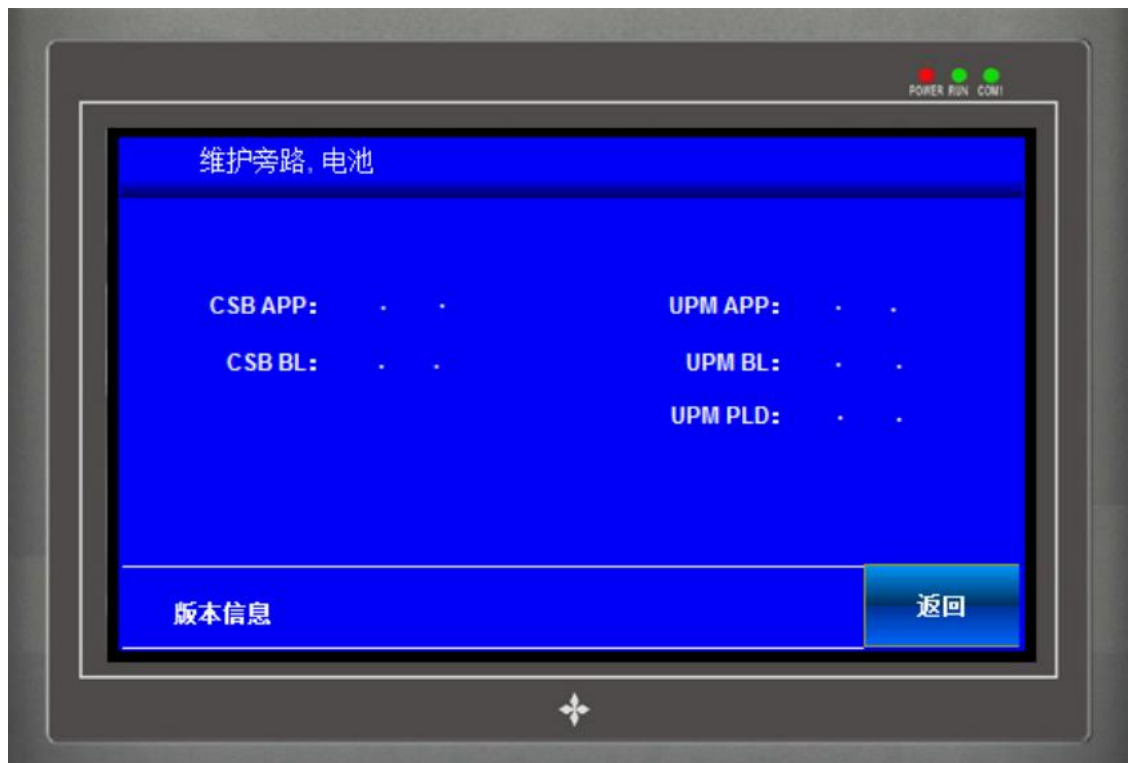 POWER RUN COM1
维护旁路, 电池
CSB APP: . . UPM APP: . .
CSB BL: . . UPM BL: . .
UPM PLD: . .
版本信息 返回